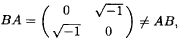 BA = \begin{pmatrix} 0 & \sqrt{-1} \\ \sqrt{-1} & 0 \end{pmatrix} \neq AB,